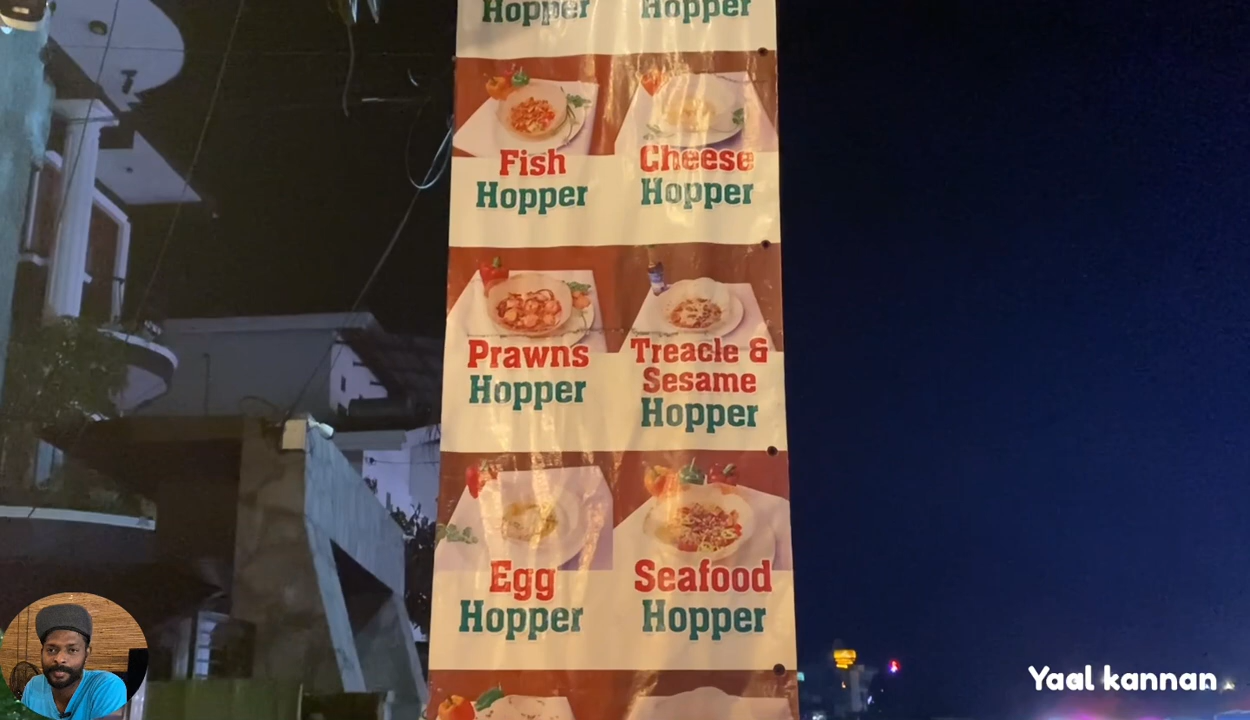 Hopper
Hopper
Fish
Hopper
Cheese
Hopper
Prawns
Hopper
Treacle &
Sesame
Hopper
Egg
Hopper
Seafood
Hopper
Yaal kannan